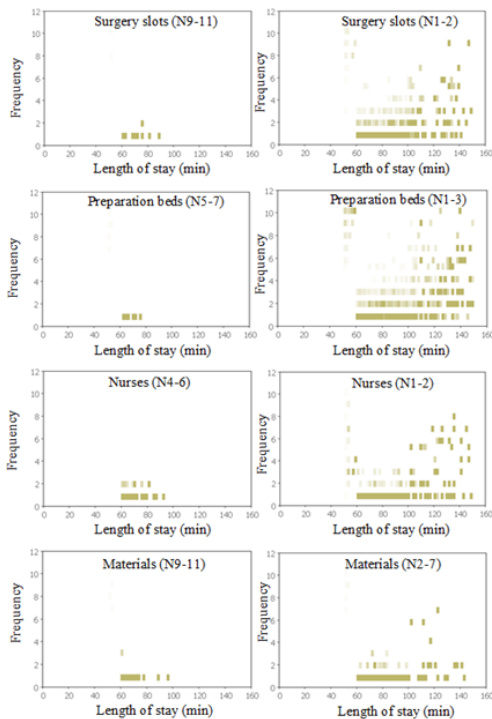 Surgery slots (N9-11)
Frequency
12
10
8
6
4
2
0
0 20 40 60 80 100 120 140 160
Length of stay (min)
Surgery slots (N1-2)
Frequency
12
10
8
6
4
2
0
0 20 40 60 80 100 120 140 160
Length of stay (min)
Preparation beds (N5-7)
Frequency
12
10
8
6
4
2
0
0 20 40 60 80 100 120 140 160
Length of stay (min)
Preparation beds (N1-3)
Frequency
12
10
8
6
4
2
0
0 20 40 60 80 100 120 140 160
Length of stay (min)
Nurses (N4-6)
Frequency
12
10
8
6
4
2
0
0 20 40 60 80 100 120 140 160
Length of stay (min)
Nurses (N1-2)
Frequency
12
10
8
6
4
2
0
0 20 40 60 80 100 120 140 160
Length of stay (min)
Materials (N9-11)
Frequency
12
10
8
6
4
2
0
0 20 40 60 80 100 120 140 160
Length of stay (min)
Materials (N2-7)
Frequency
12
10
8
6
4
2
0
0 20 40 60 80 100 120 140 160
Length of stay (min)